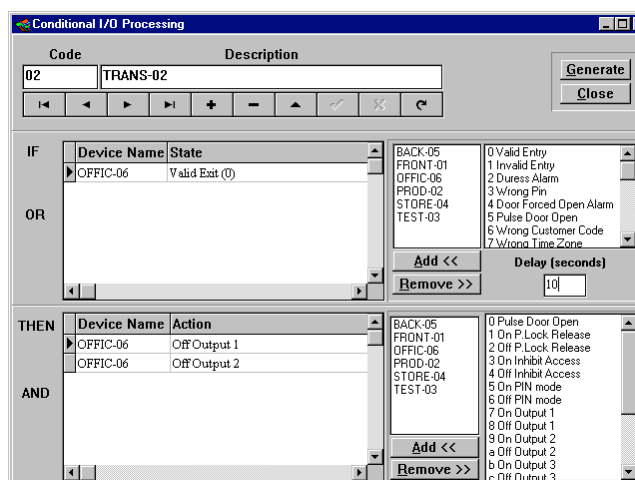 Conditional I/O Processing
Code Description
02 TRANS-02
Generate
Close
IF
OR
Device Name State
OFFIC-06 Valid Exit (0)
BACK-05
FRONT-01
OFFIC-06
PROD-02
STORE-04
TEST-03
0 Valid Entry
1 Invalid Entry
2 Duress Alarm
3 Wrong Pin
4 Door Forced Open Alarm
5 Pulse Door Open
6 Wrong Customer Code
7 Wrong Time Zone
Add <<
Remove >>
Delay (seconds)
10
THEN
AND
Device Name Action
OFFIC-06 Off Output 1
OFFIC-06 Off Output 2
BACK-05
FRONT-01
OFFIC-06
PROD-02
STORE-04
TEST-03
0 Pulse Door Open
1 On P.Lock Release
2 Off P.Lock Release
3 On Inhibit Access
4 Off Inhibit Access
5 On PIN mode
6 Off PIN mode
7 On Output 1
8 Off Output 1
9 On Output 2
a Off Output 2
b On Output 3
c Off Output 3
Add <<
Remove >>